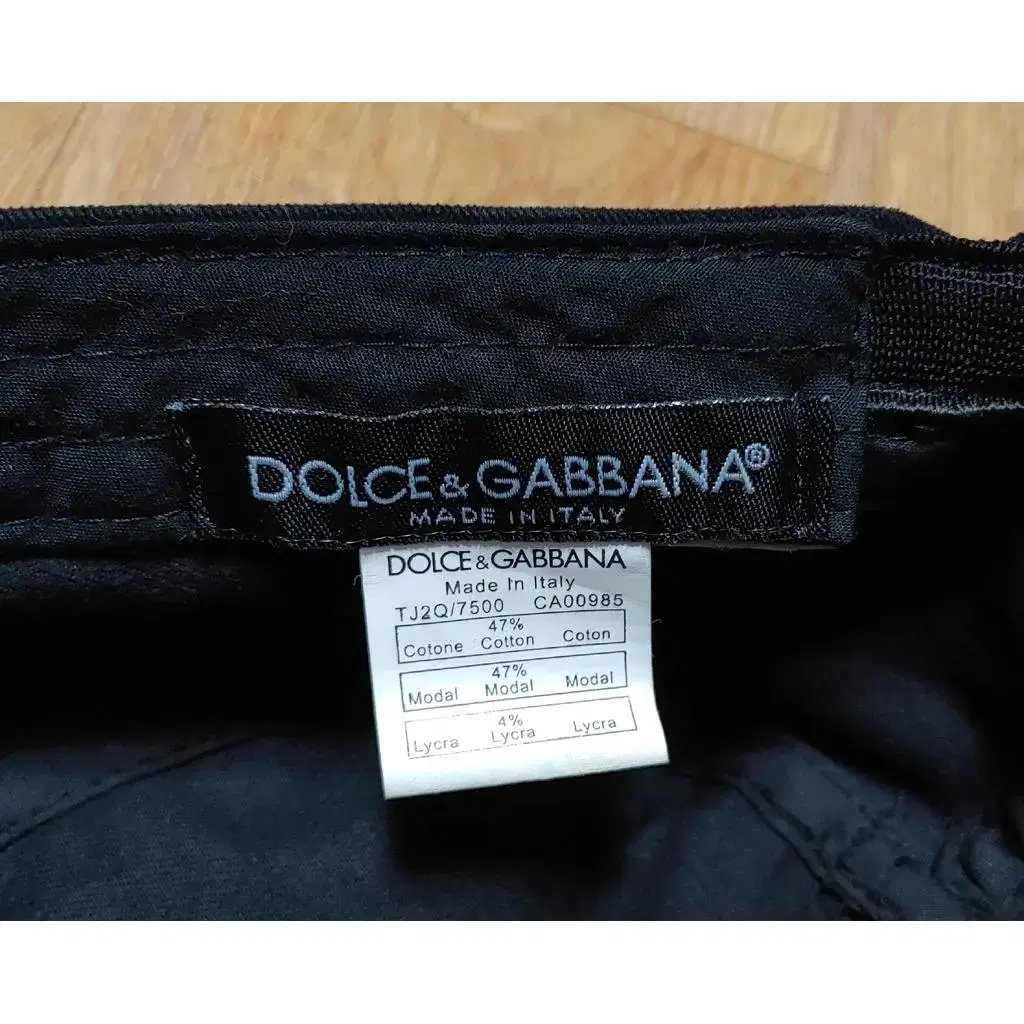 DOLCE & GABBANA®
MADE IN ITALY
DOLCE & GABBANA
Made In Italy
TJ2Q/7500 CA00985
47%
Cotone Cotton Coton
47%
Modal Modal Modal
4%
Lycra Lycra Lycra